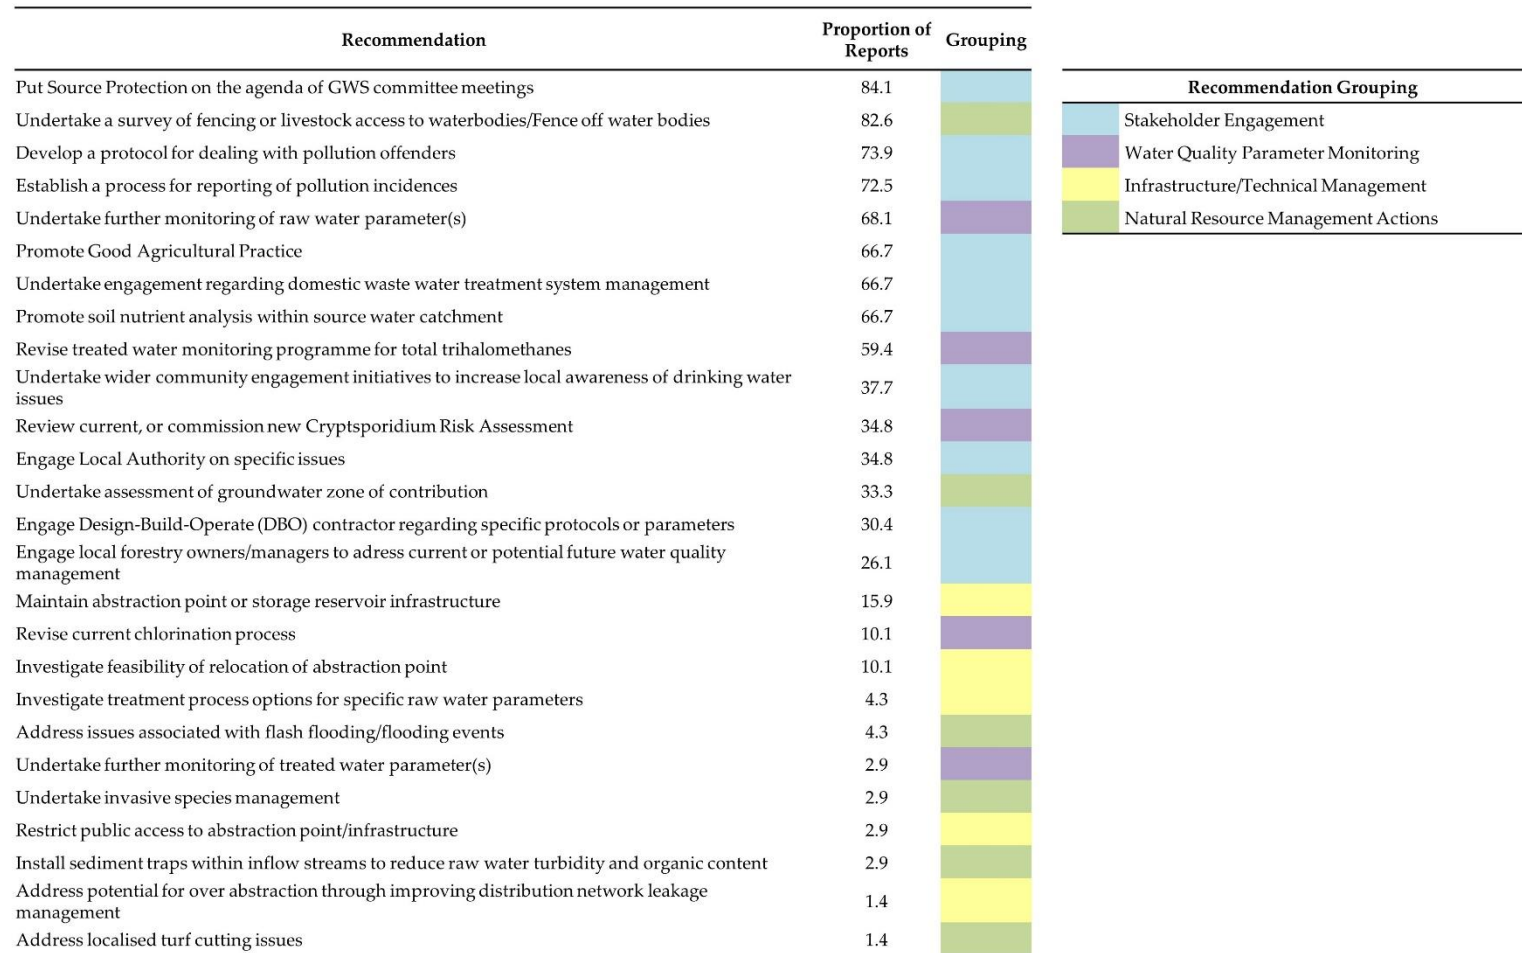 Recommendation Proportion of Reports Grouping
Put Source Protection on the agenda of GWS committee meetings 84.1
Undertake a survey of fencing or livestock access to waterbodies/Fence off water bodies 82.6
Develop a protocol for dealing with pollution offenders 73.9
Establish a process for reporting of pollution incidences 72.5
Undertake further monitoring of raw water parameter(s) 68.1
Promote Good Agricultural Practice 66.7
Undertake engagement regarding domestic waste water treatment system management 66.7
Promote soil nutrient analysis within source water catchment 66.7
Revise treated water monitoring programme for total trihalomethanes 59.4
Undertake wider community engagement initiatives to increase local awareness of drinking water
issues 37.7
Review current, or commission new Cryptsporidium Risk Assessment 34.8
Engage Local Authority on specific issues 34.8
Undertake assessment of groundwater zone of contribution 33.3
Engage Design-Build-Operate (DBO) contractor regarding specific protocols or parameters 30.4
Engage local forestry owners/managers to adress current or potential future water quality
management 26.1
Maintain abstraction point or storage reservoir infrastructure 15.9
Revise current chlorination process 10.1
Investigate feasibility of relocation of abstraction point 10.1
Investigate treatment process options for specific raw water parameters 4.3
Address issues associated with flash flooding/flooding events 4.3
Undertake further monitoring of treated water parameter(s) 2.9
Undertake invasive species management 2.9
Restrict public access to abstraction point/infrastructure 2.9
Install sediment traps within inflow streams to reduce raw water turbidity and organic content 2.9
Address potential for over abstraction through improving distribution network leakage
management 1.4
Address localised turf cutting issues 1.4
Recommendation Grouping
Stakeholder Engagement
Water Quality Parameter Monitoring
Infrastructure/Technical Management
Natural Resource Management Actions